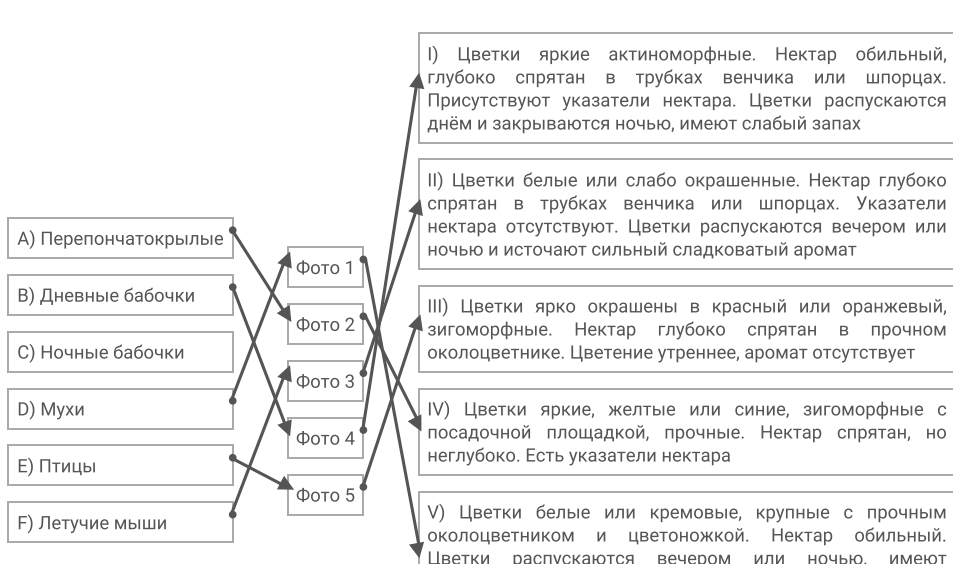 I) Цветки яркие актиноморфные. Нектар обильный,
глубоко спрятан в трубках венчика или шпорцах.
Присутствуют указатели нектара. Цветки распускаются
днём и закрываются ночью, имеют слабый запах
II) Цветки белые или слабо окрашенные. Нектар глубоко
спрятан в трубках венчика или шпорцах. Указатели
нектара отсутствуют. Цветки распускаются вечером или
ночью и источают сильный сладковатый аромат
A) Перепончатокрылые
B) Дневные бабочки
C) Ночные бабочки
D) Мухи
E) Птицы
F) Летучие мыши
Фото 1
Фото 2
Фото 3
Фото 4
Фото 5
III) Цветки ярко окрашены в красный или оранжевый,
зигоморфные. Нектар глубоко спрятан в прочном
околоцветнике. Цветение утреннее, аромат отсутствует
IV) Цветки яркие, желтые или синие, зигоморфные с
посадочной площадкой, прочные. Нектар спрятан, но
неглубоко. Есть указатели нектара
V) Цветки белые или кремовые, крупные с прочным
околоцветником и цветоножкой. Нектар обильный.
Цветки распускаются вечером или ночью, имеют